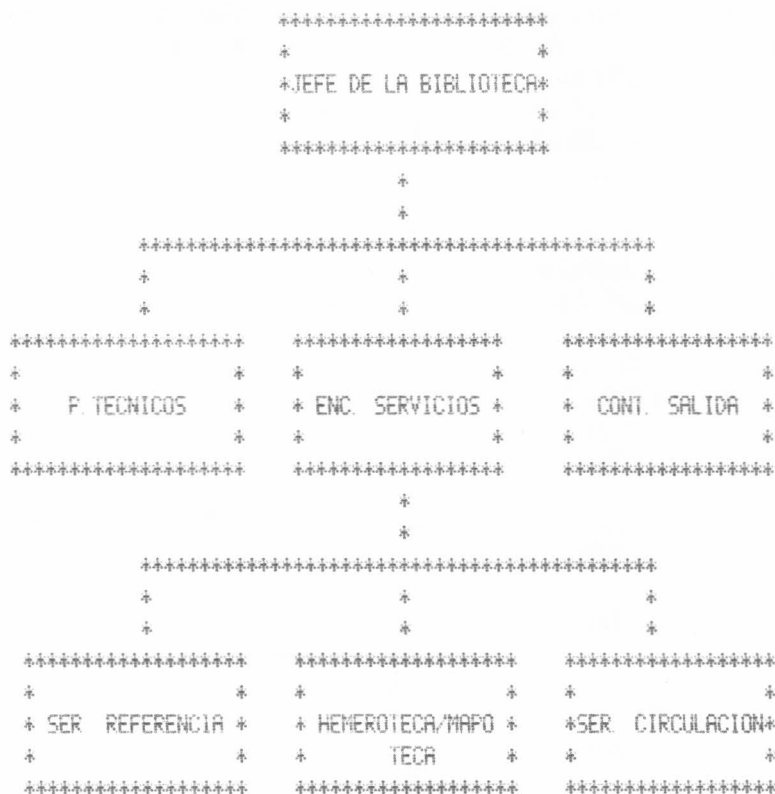 JEFE DE LA BIBLIOTECA
P. TECNICOS
ENC. SERVICIOS
CONT. SALIDA
SER REFERENCIA
HEMEROTECA/MAPO
TECA
SER. CIRCULACION